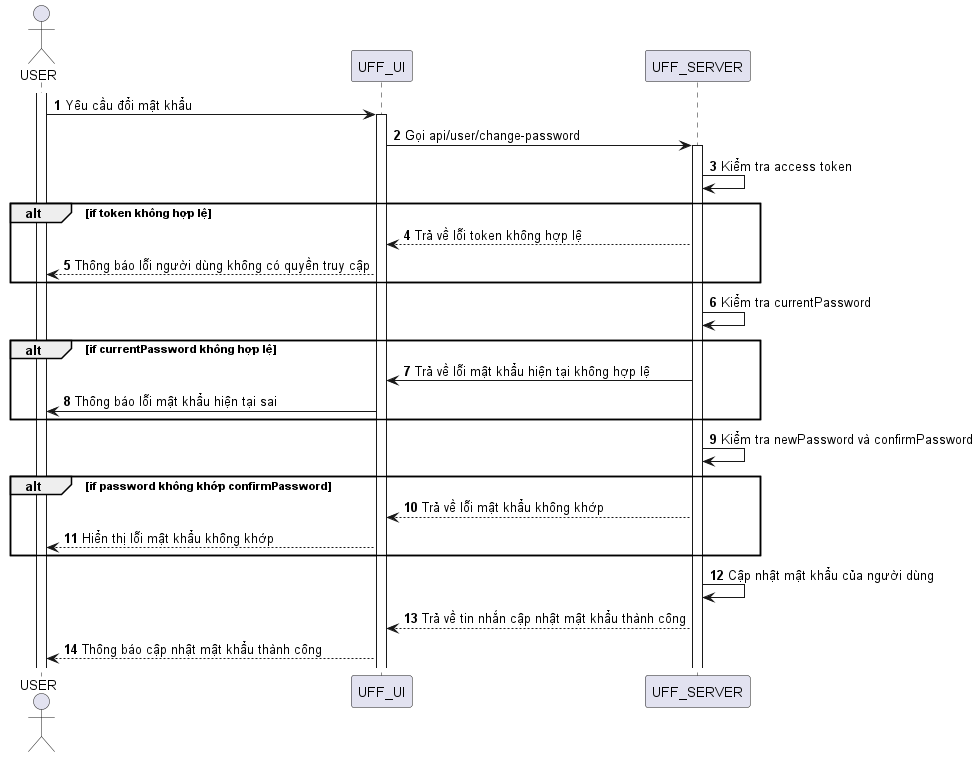 USER
UFF_UI
UFF_SERVER
1 Yêu cầu đổi mật khẩu
2 Gọi api/user/change-password
3 Kiểm tra access token
alt [if token không hợp lệ]
4 Trả về lỗi token không hợp lệ
5 Thông báo lỗi người dùng không có quyền truy cập
6 Kiểm tra currentPassword
alt [if currentPassword không hợp lệ]
7 Trả về lỗi mật khẩu hiện tại không hợp lệ
8 Thông báo lỗi mật khẩu hiện tại sai
9 Kiểm tra newPassword và confirmPassword
alt [if password không khớp confirmPassword]
10 Trả về lỗi mật khẩu không khớp
11 Hiển thị lỗi mật khẩu không khớp
12 Cập nhật mật khẩu của người dùng
13 Trả về tin nhắn cập nhật mật khẩu thành công
14 Thông báo cập nhật mật khẩu thành công
USER
UFF_UI
UFF_SERVER